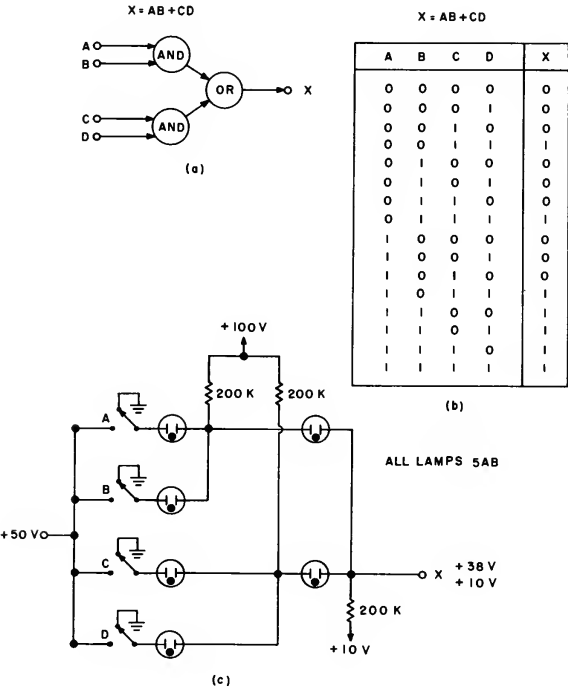 X = AB + CD
A
B
AND
OR
X
C
D
AND
(a)
X = AB + CD
A B C D X
0 0 0 0 0
0 0 0 1 0
0 0 1 0 0
0 0 1 1 1
0 1 0 0 0
0 1 0 1 0
0 1 1 0 0
0 1 1 1 1
1 0 0 0 0
1 0 0 1 0
1 0 1 0 0
1 0 1 1 1
1 1 0 0 1
1 1 0 1 1
1 1 1 0 1
1 1 1 1 1
(b)
+100V
200 K
200 K
A
B
+50 V
C
D
ALL LAMPS 5AB
X
+38 V
+10 V
200 K
+10 V
(c)